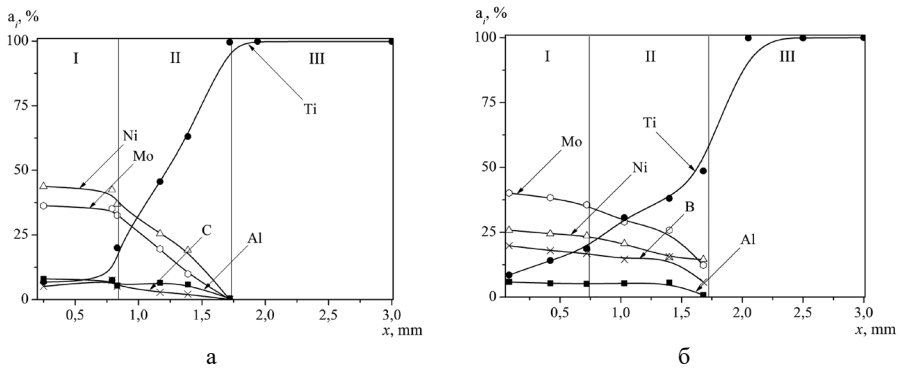 aᵢ, %
100
75
50
25
0
I
II
III
Ti
Ni
Mo
C
Al
0,5
1,0
1,5
2,0
2,5
3,0
x, mm
а
aᵢ, %
100
75
50
25
0
I
II
III
Mo
Ti
Ni
B
Al
0,5
1,0
1,5
2,0
2,5
3,0
x, mm
б